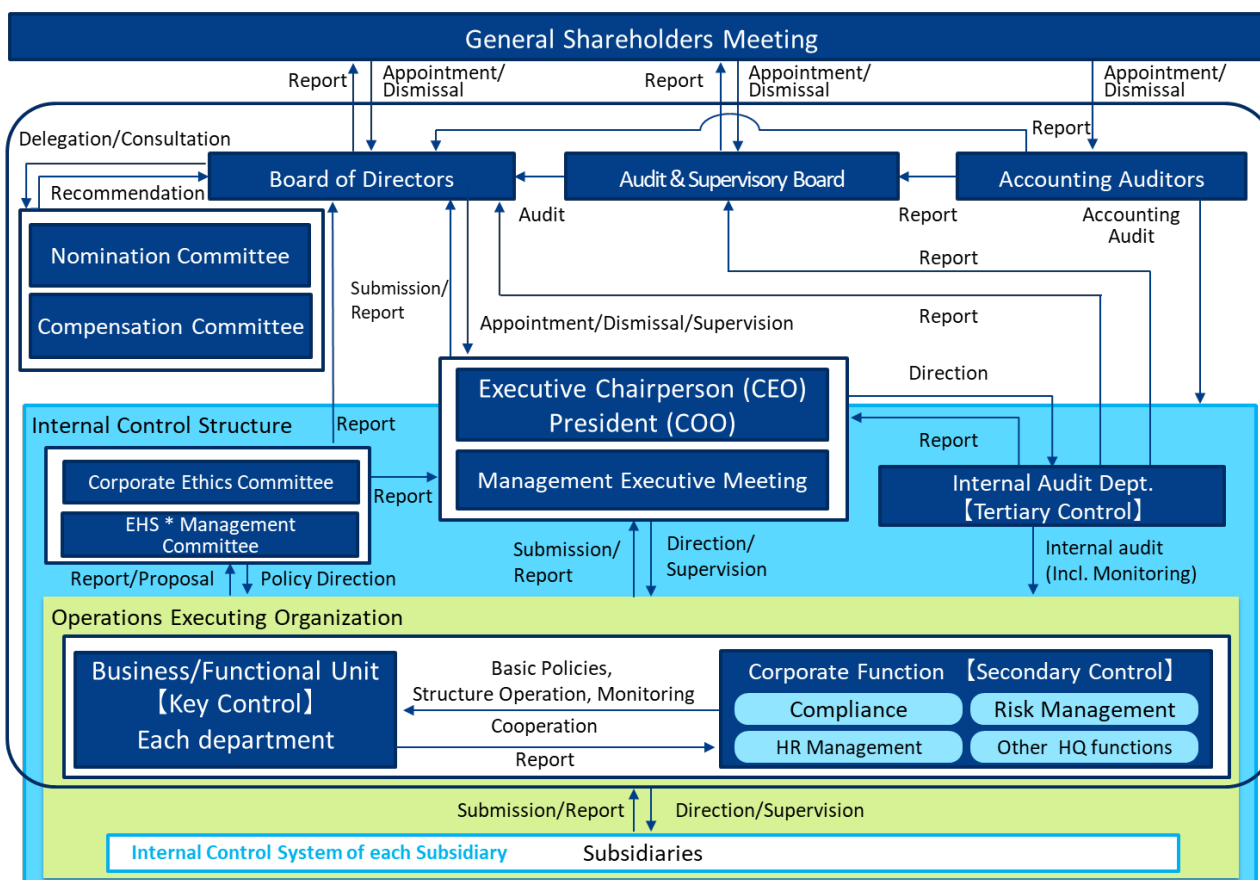 General Shareholders Meeting
Report
Appointment/
Dismissal
Report
Appointment/
Dismissal
Appointment/
Dismissal
Delegation/Consultation
Report
Recommendation
Board of Directors
Audit & Supervisory Board
Accounting Auditors
Audit
Report
Accounting
Audit
Nomination Committee
Compensation Committee
Submission/
Report
Report
Appointment/Dismissal/Supervision
Report
Direction
Executive Chairperson (CEO)
President (COO)
Management Executive Meeting
Internal Control Structure
Report
Report
Corporate Ethics Committee
EHS * Management
Committee
Report
Internal Audit Dept.
【Tertiary Control】
Report/Proposal
Policy Direction
Submission/
Report
Direction/
Supervision
Internal audit
(Incl. Monitoring)
Operations Executing Organization
Business/Functional Unit
【Key Control】
Each department
Basic Policies,
Structure Operation, Monitoring
Cooperation
Report
Corporate Function 【Secondary Control】
Compliance
Risk Management
HR Management
Other HQ functions
Submission/Report
Direction/Supervision
Internal Control System of each Subsidiary
Subsidiaries